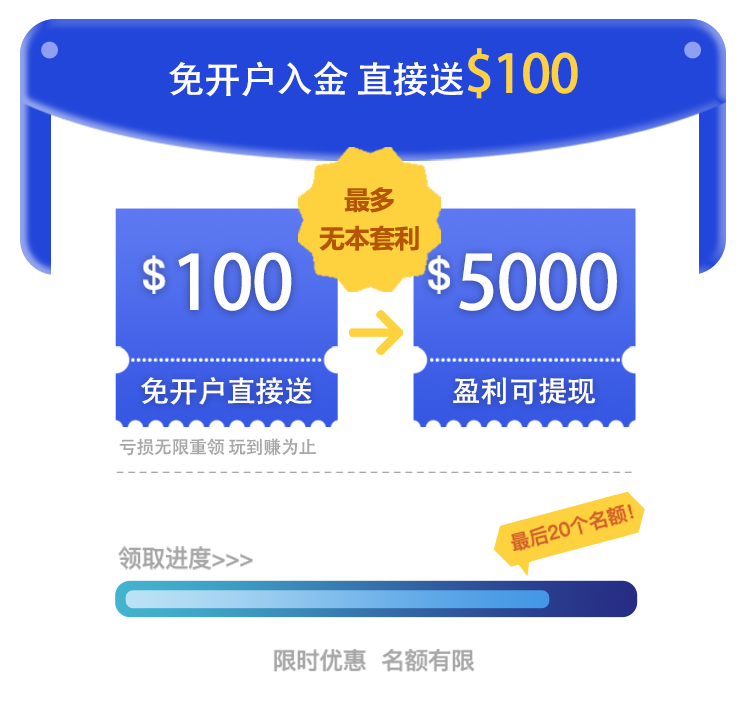 免开户入金 直接送$100
最多
无本套利
$100
$5000
免开户直接送
盈利可提现
亏损无限重领 玩到赚为止
最后20个名额!
领取进度>>>
限时优惠 名额有限